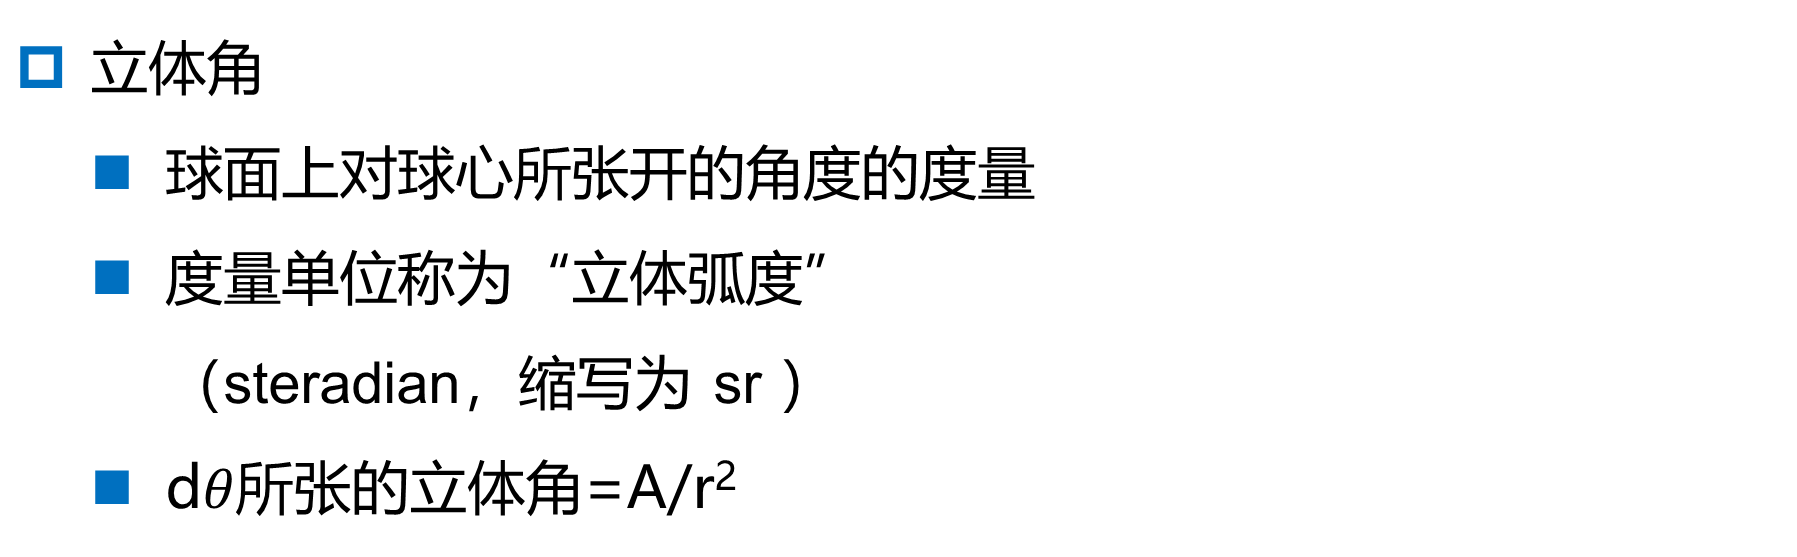 立体角
球面上对球心所张开的角度的度量
度量单位称为“立体弧度”
（steradian，缩写为 sr ）
d𝜃所张的立体角=A/r²